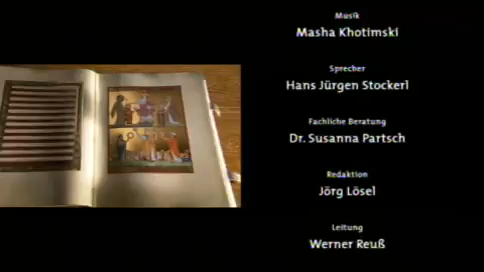 Musik
Masha Khotimski
Sprecher
Hans Jürgen Stockerl
Fachliche Beratung
Dr. Susanna Partsch
Redaktion
Jörg Lösel
Leitung
Werner Reuß